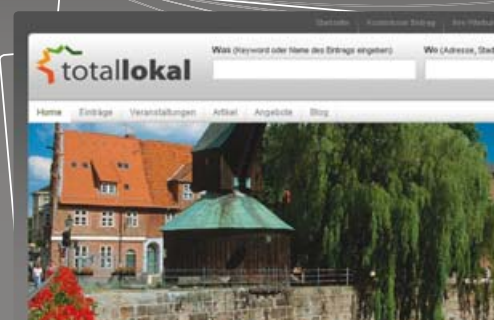 Startseite Kostenloser Eintrag Ihre
Was (Keyword oder Name des Eintrags eingeben) Wo (Adresse, Stad
totallokal
Home Einträge Veranstaltungen Artikel Angebote Blog